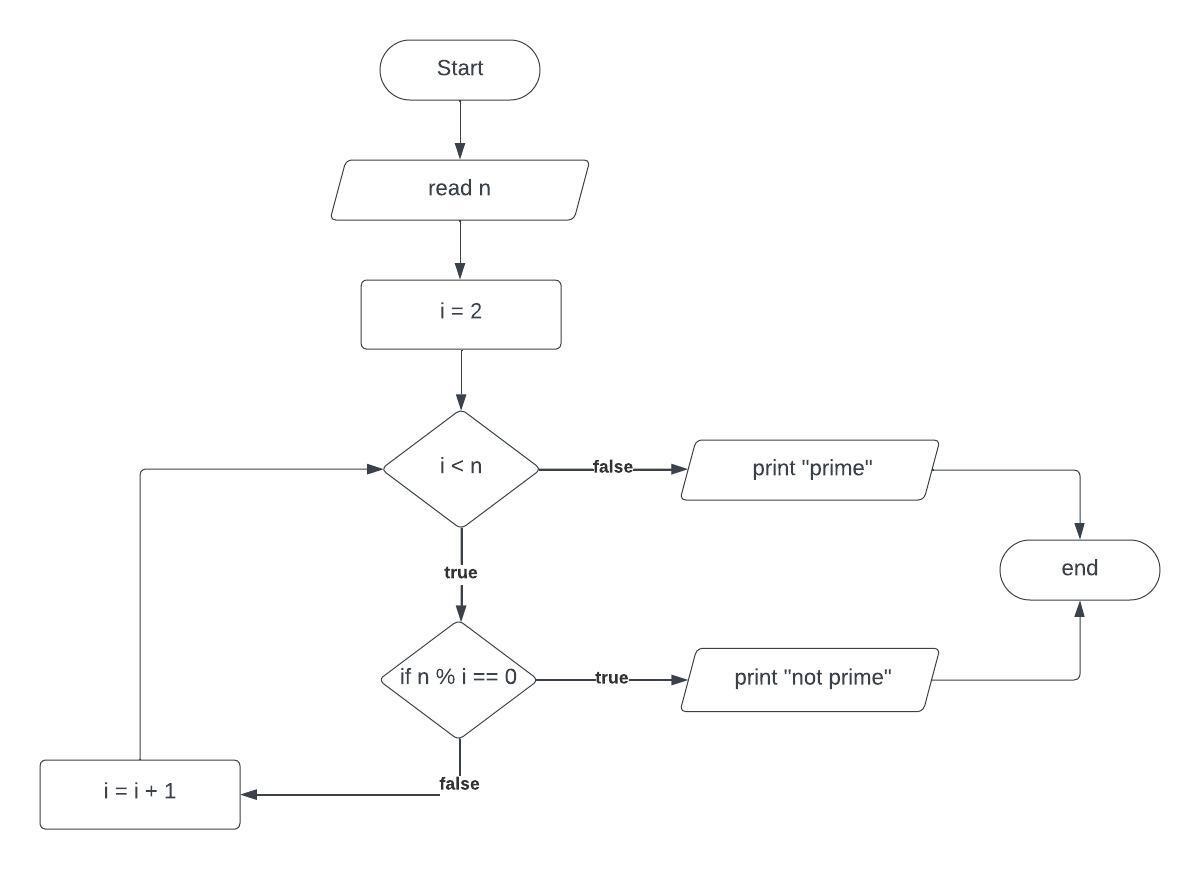 Start
read n
i = 2
i < n
false
print "prime"
end
true
if n % i == 0
true
print "not prime"
false
i = i + 1